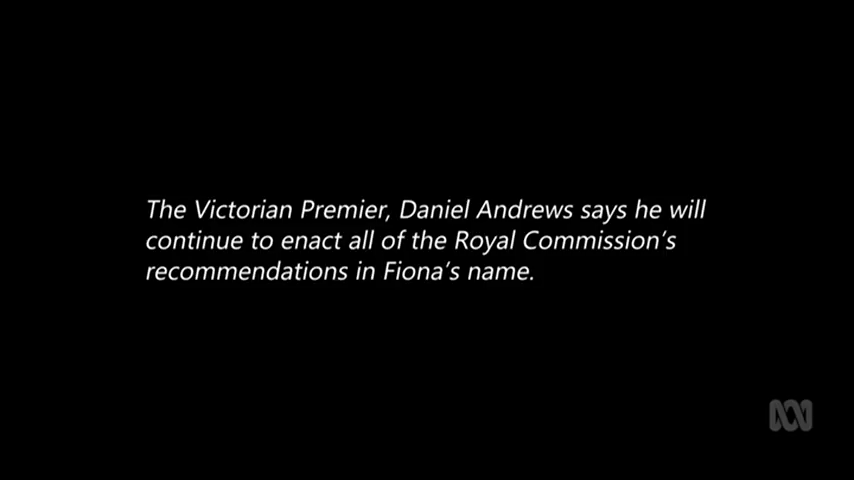 The Victorian Premier, Daniel Andrews says he will
continue to enact all of the Royal Commission's
recommendations in Fiona's name.